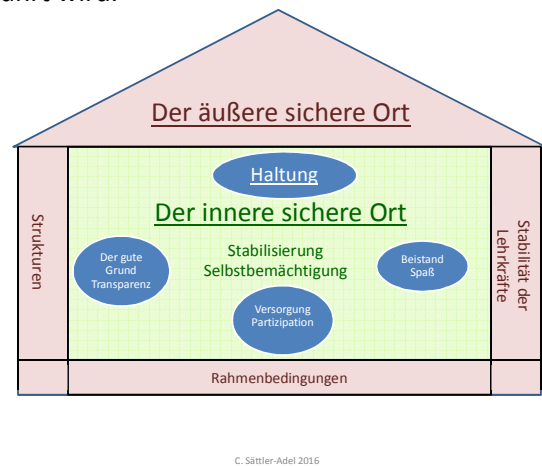 Der äußere sichere Ort
Haltung
Der innere sichere Ort
Strukturen
Der gute
Grund
Transparenz
Stabilisierung
Selbstbemächtigung
Beistand
Spaß
Versorgung
Partizipation
Stabilität der
Lehrkräfte
Rahmenbedingungen
C. Sättler-Adel 2016